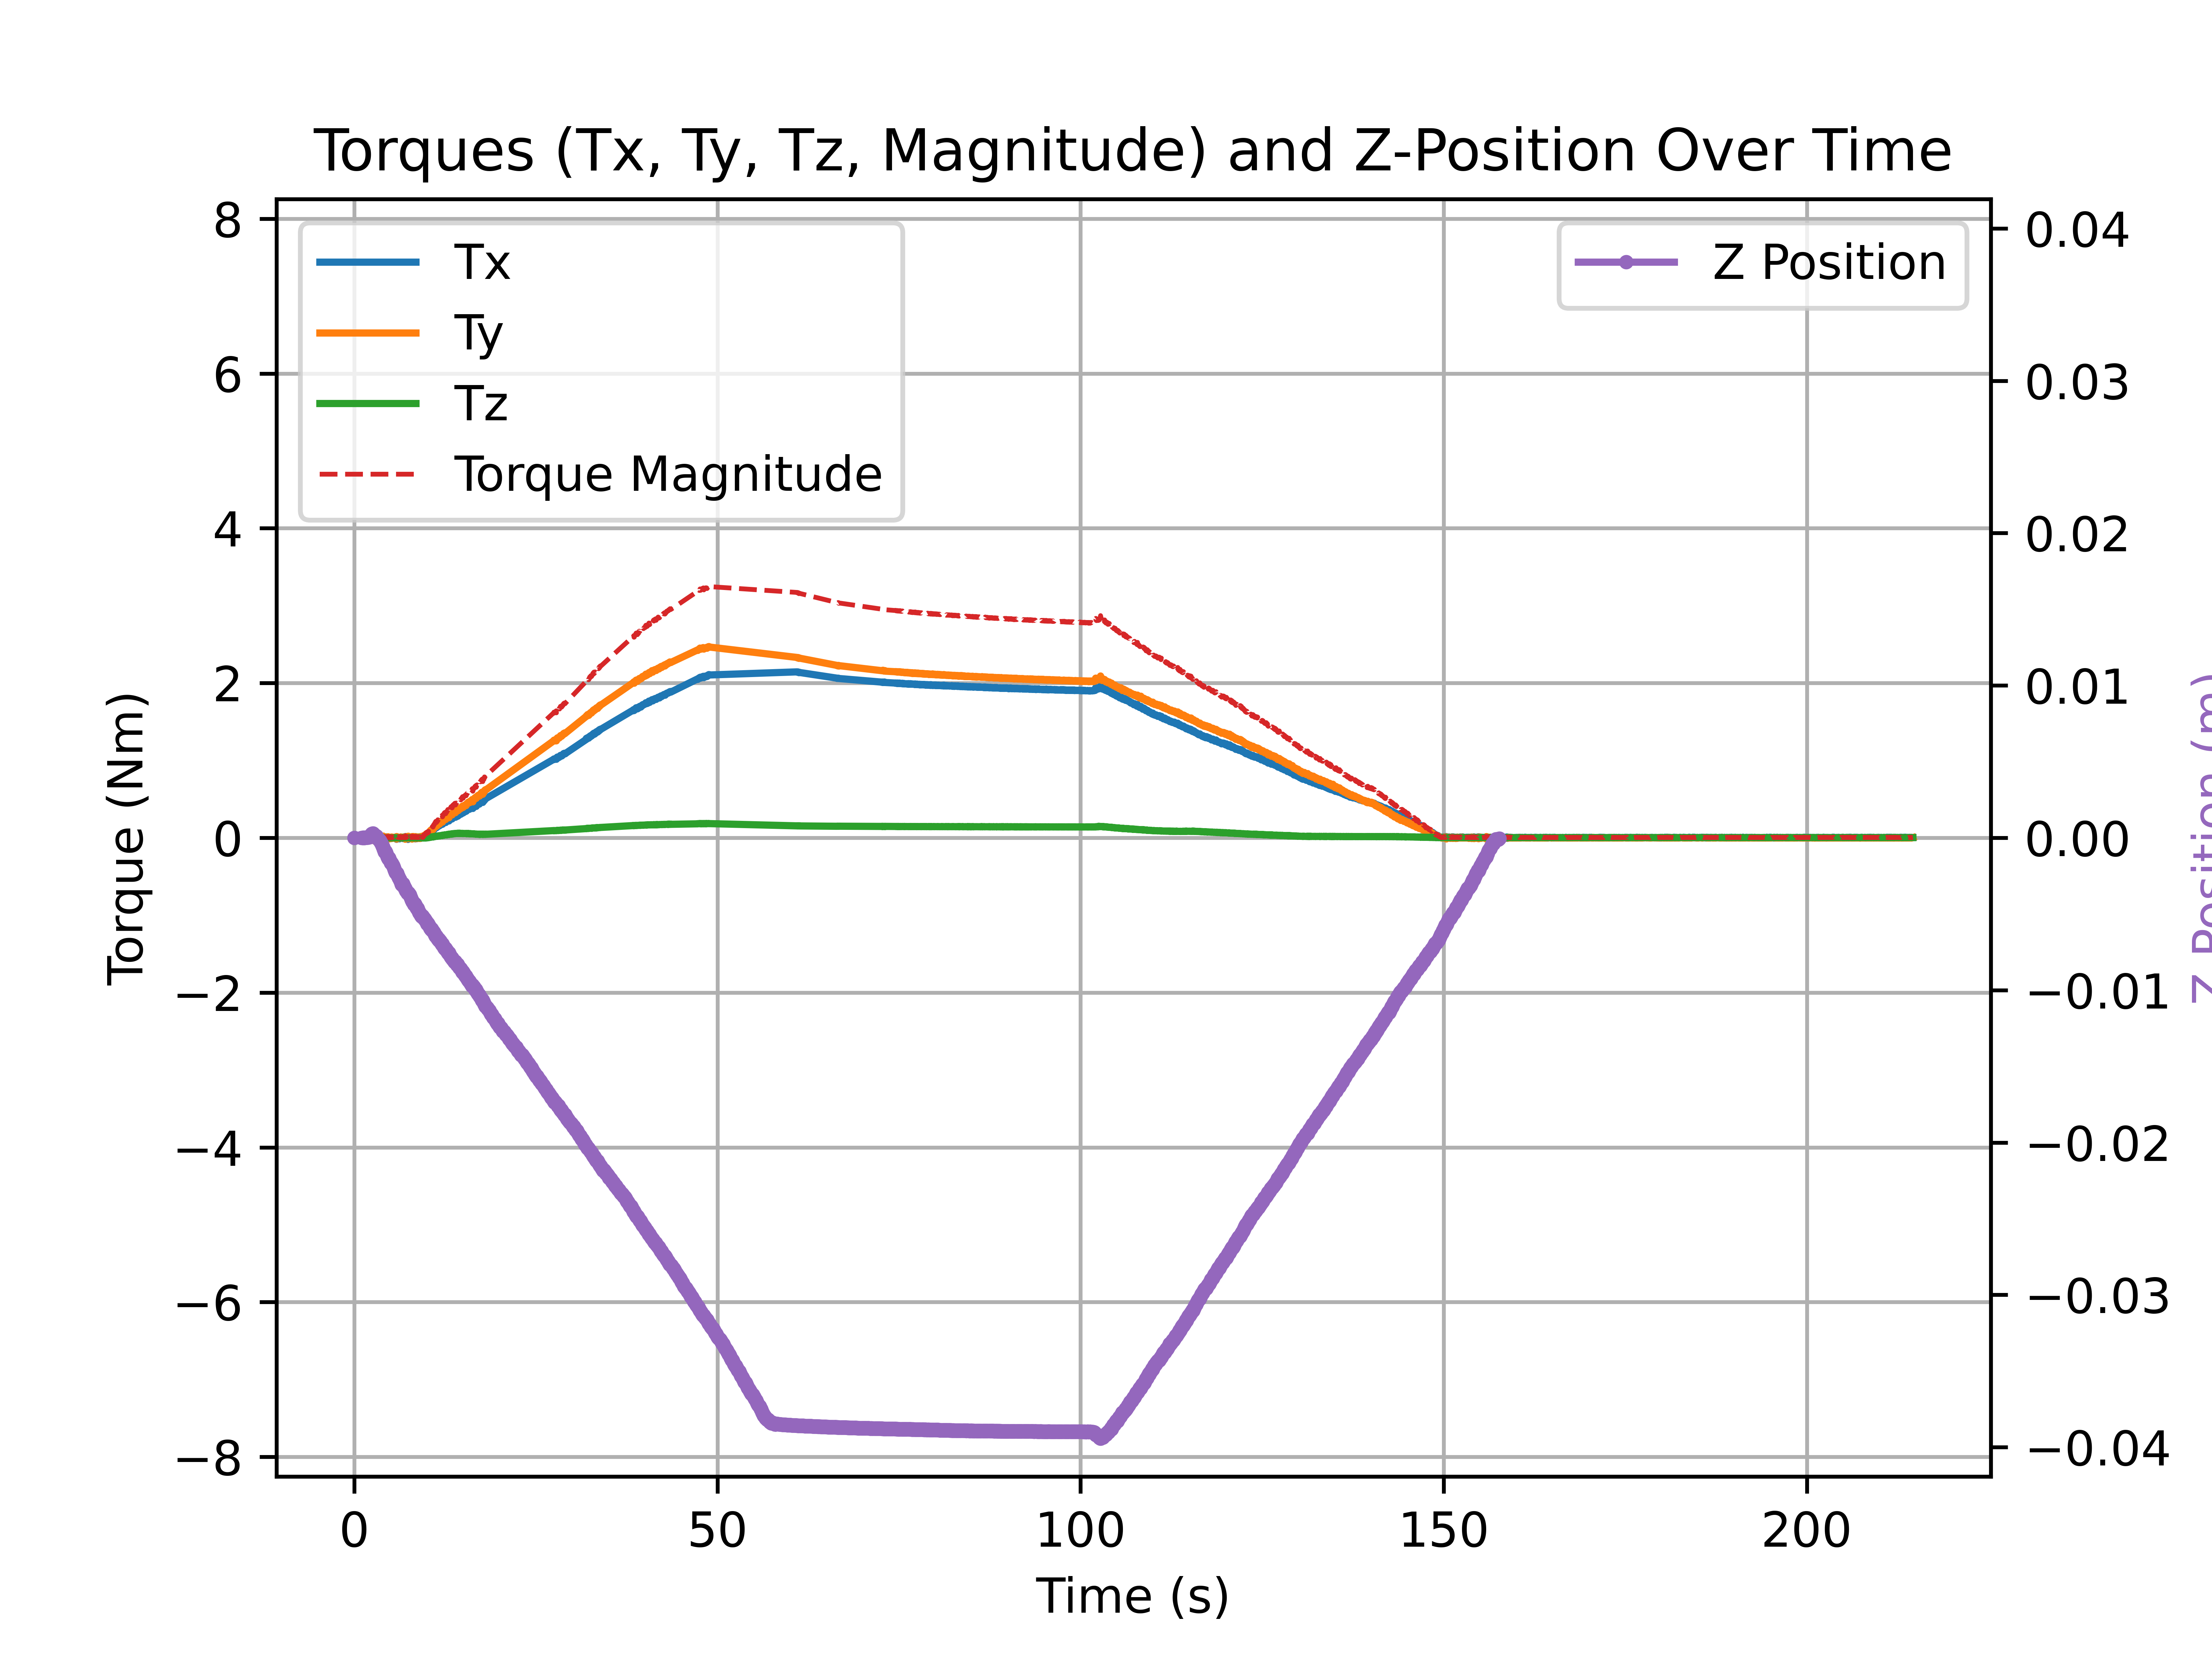 Torques (Tx, Ty, Tz, Magnitude) and Z-Position Over Time
Tx
Ty
Tz
Torque Magnitude
Z Position
8
6
4
2
0
−2
−4
−6
−8
Torque (Nm)
0.04
0.03
0.02
0.01
0.00
−0.01
−0.02
−0.03
−0.04
Z Position (m)
0
50
100
150
200
Time (s)